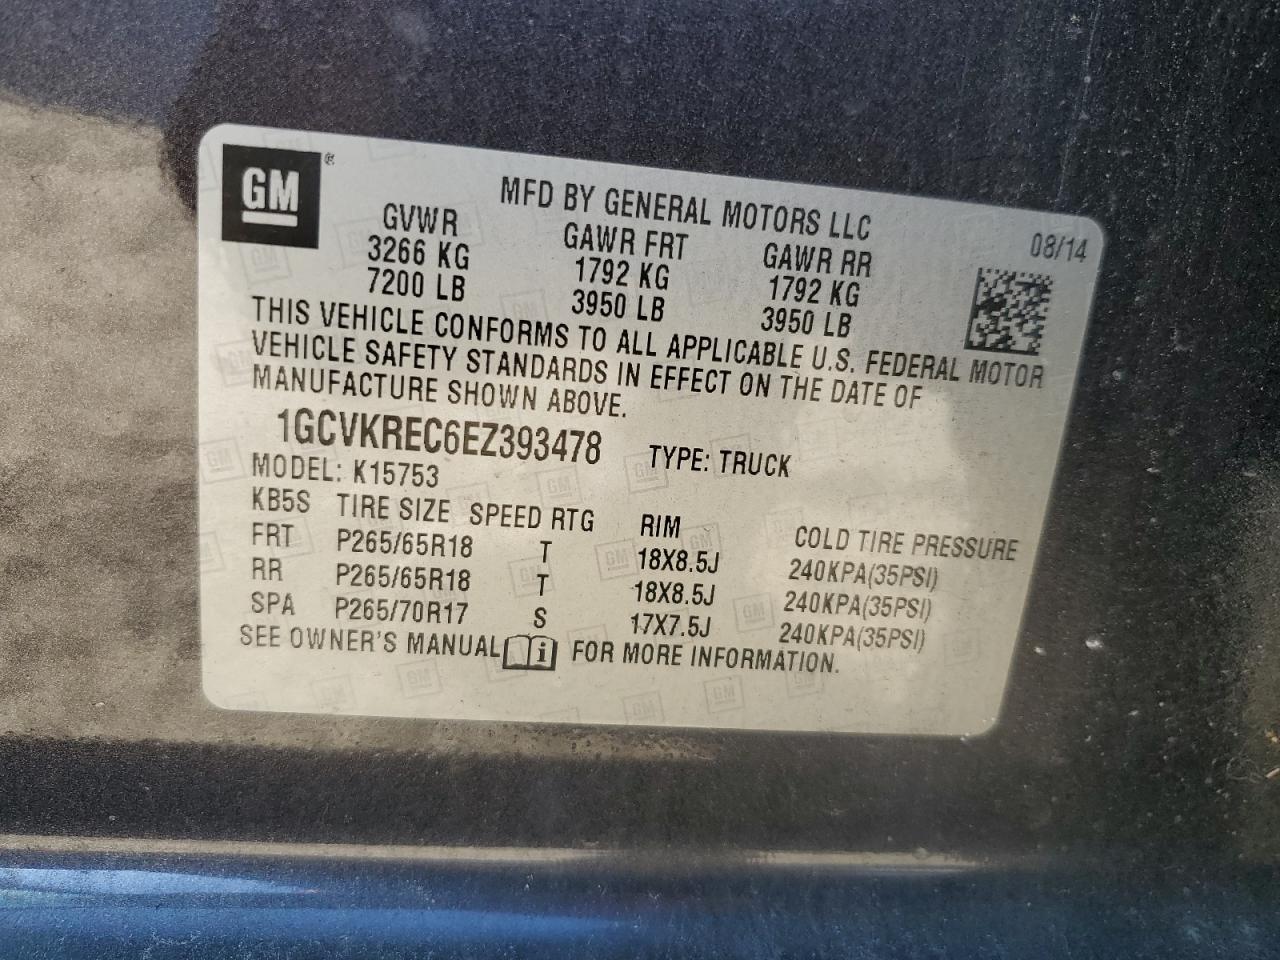 GM ®
MFD BY GENERAL MOTORS LLC
08/14
GVWR GAWR FRT GAWR RR
3266 KG 1792 KG 1792 KG
7200 LB 3950 LB 3950 LB
THIS VEHICLE CONFORMS TO ALL APPLICABLE U.S. FEDERAL MOTOR
VEHICLE SAFETY STANDARDS IN EFFECT ON THE DATE OF
MANUFACTURE SHOWN ABOVE.
1GCVKREC6EZ393478 TYPE: TRUCK
MODEL: K15753
KB5S TIRE SIZE SPEED RTG RIM COLD TIRE PRESSURE
FRT P265/65R18 T 18X8.5J 240KPA(35PSI)
RR P265/65R18 T 18X8.5J 240KPA(35PSI)
SPA P265/70R17 S 17X7.5J 240KPA(35PSI)
SEE OWNER'S MANUAL i FOR MORE INFORMATION.